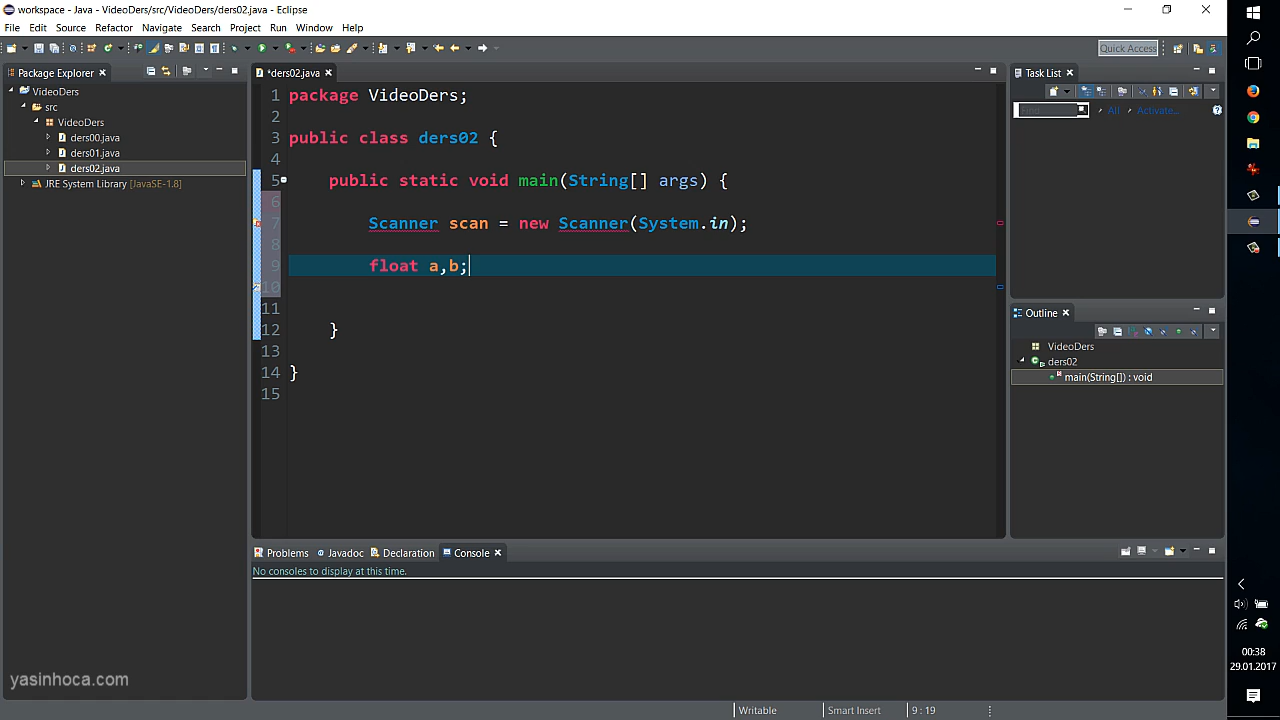 workspace - Java - VideoDers/src/VideoDers/ders02.java - Eclipse
File Edit Source Refactor Navigate Search Project Run Window Help
Quick Access
Package Explorer
VideoDers
src
VideoDers
ders00.java
ders01.java
ders02.java
JRE System Library [JavaSE-1.8]
*ders02.java
1 package VideoDers;
2
3 public class ders02 {
4
5 public static void main(String[] args) {
6
7 Scanner scan = new Scanner(System.in);
8
9 float a,b;
10
11
12 }
13
14 }
15
Task List
Find
All
Activate...
Outline
VideoDers
ders02
main(String[]) : void
Problems Javadoc Declaration Console
No consoles to display at this time.
yasinhoca.com
Writable Smart Insert 9 : 19
00:38
29.01.2017